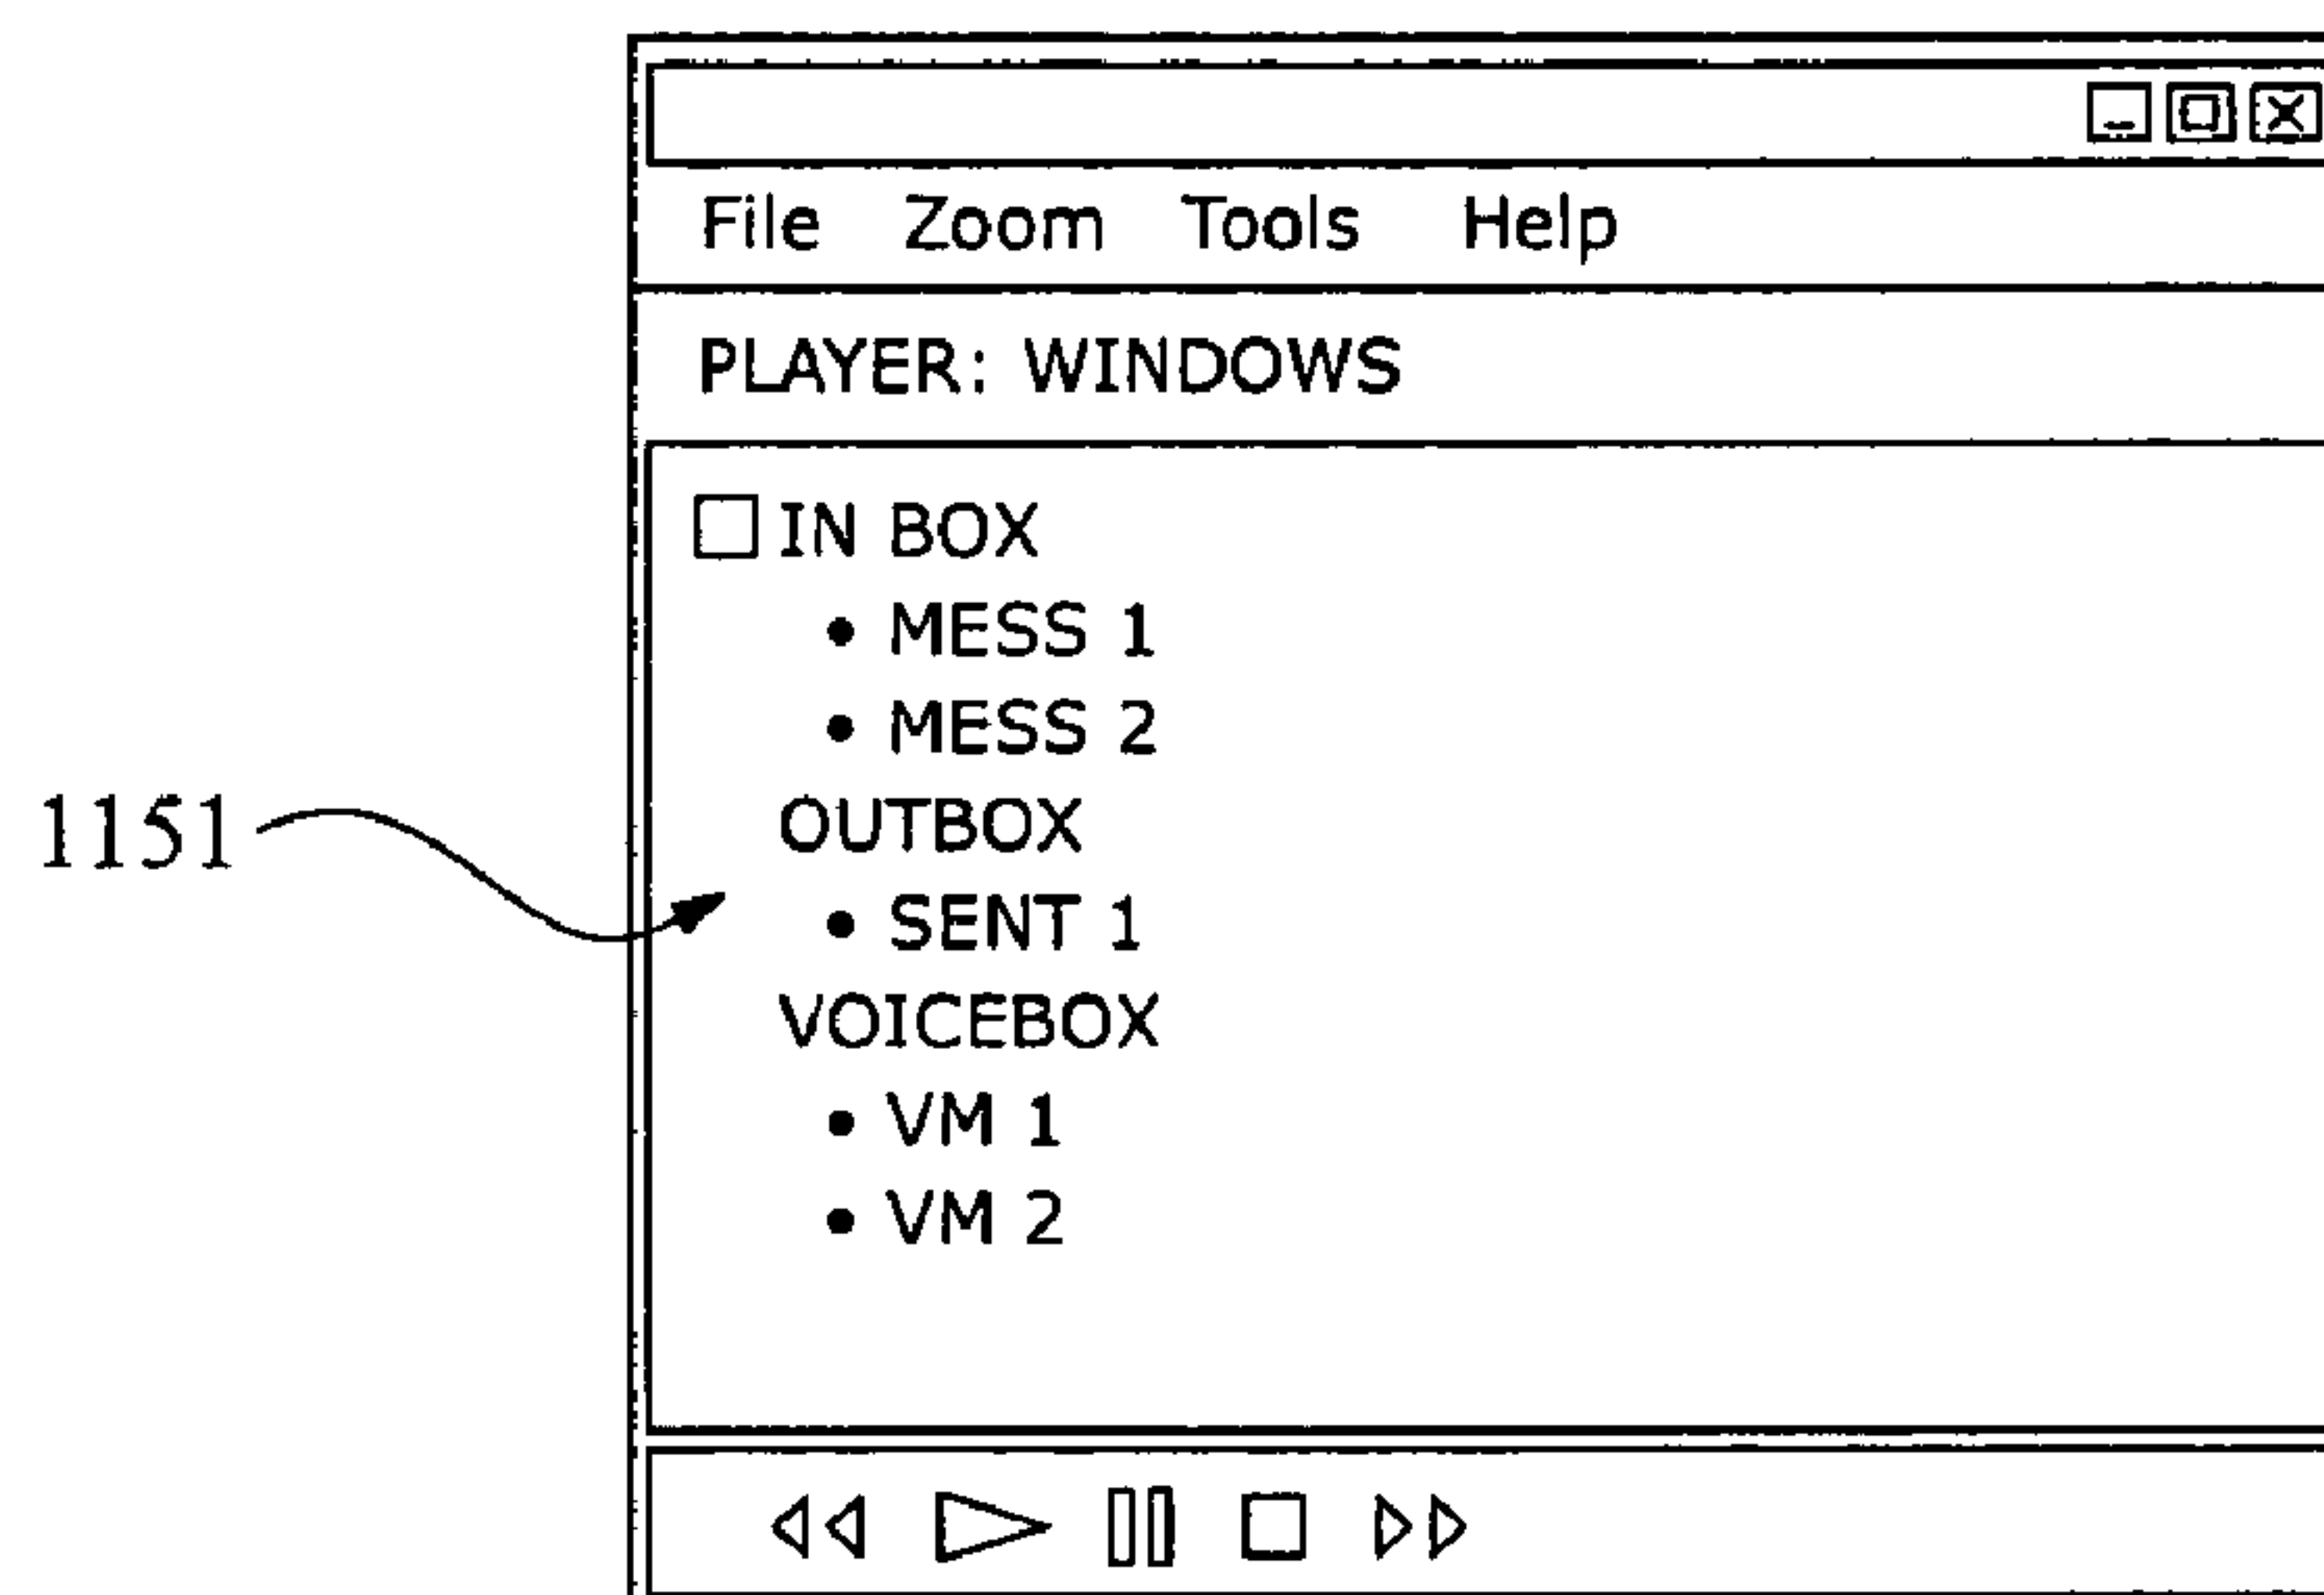 File Zoom Tools Help
PLAYER: WINDOWS
IN BOX
• MESS 1
• MESS 2
1151
OUTBOX
• SENT 1
VOICEBOX
• VM 1
• VM 2